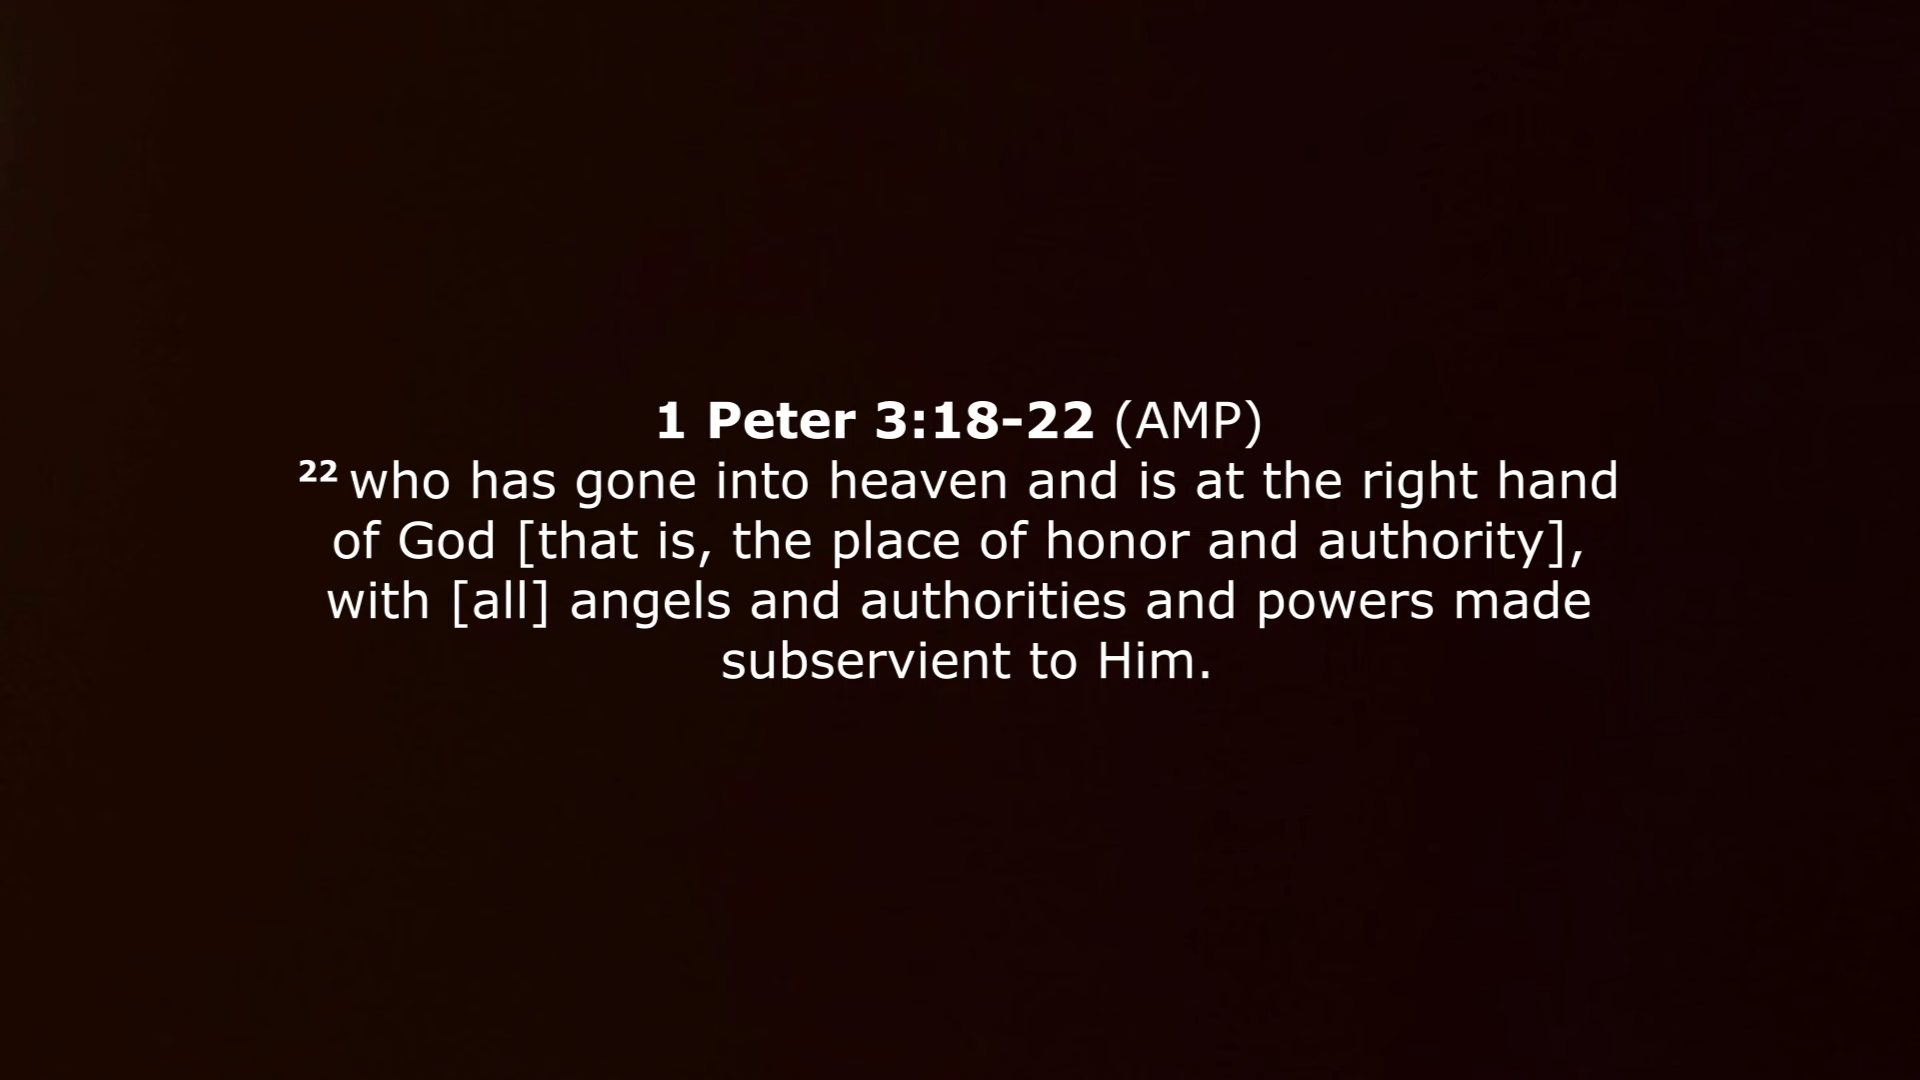 1 Peter 3:18-22 (AMP)
22 who has gone into heaven and is at the right hand
of God [that is, the place of honor and authority],
with [all] angels and authorities and powers made
subservient to Him.